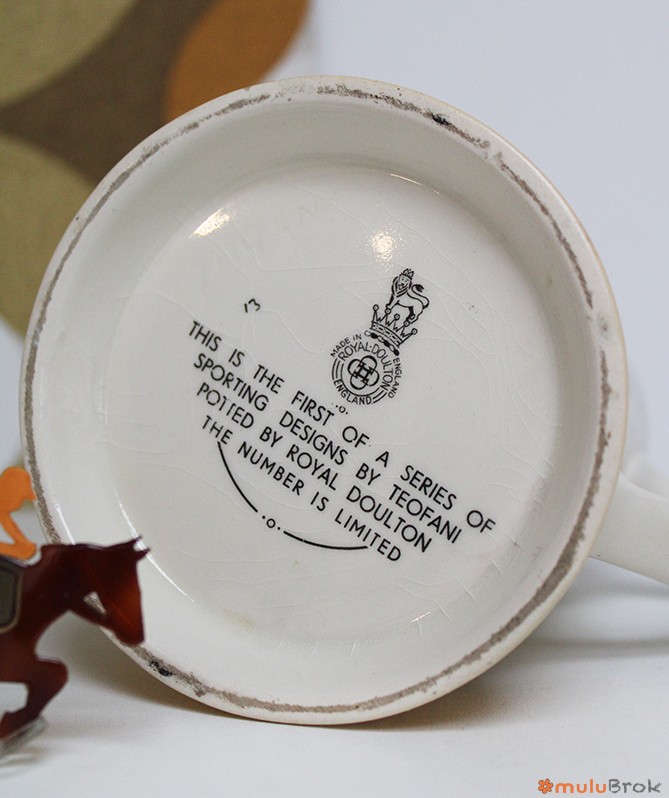 13
MADE IN ENGLAND
ROYAL·DOULTON
ENGLAND
THIS IS THE FIRST OF A SERIES OF
SPORTING DESIGNS BY TEOFANI
POTTED BY ROYAL DOULTON
THE NUMBER IS LIMITED
muluBrok